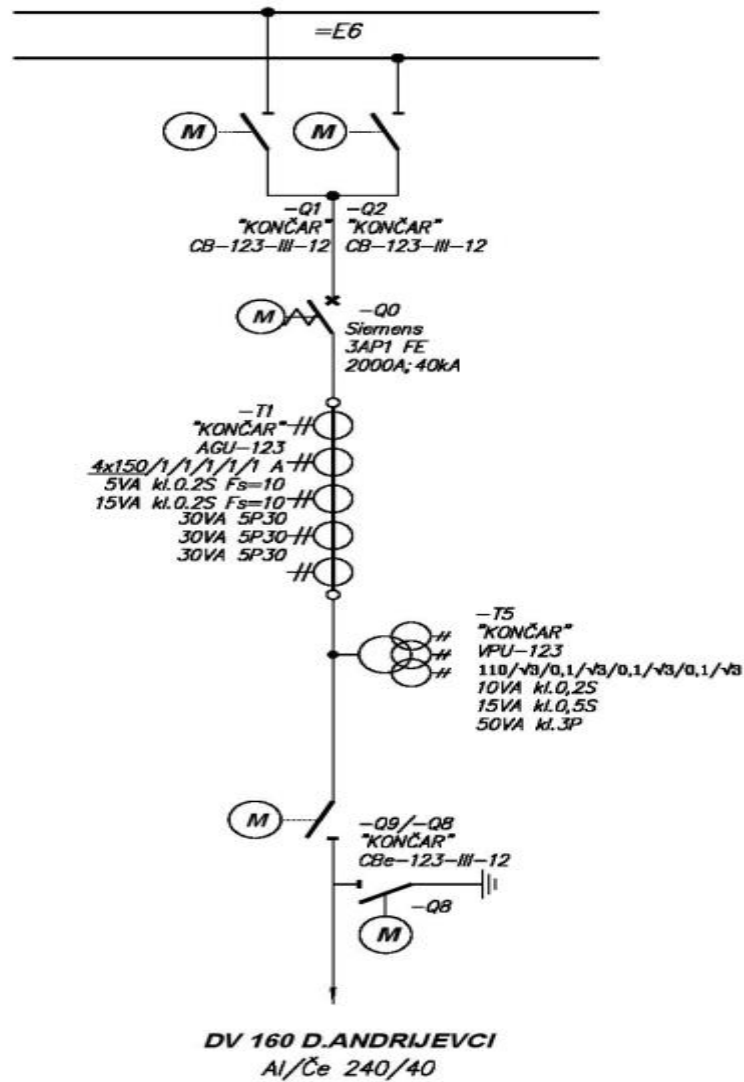 =E6
M
M
-Q1
"KONČAR"
CB-123-III-12
-Q2
"KONČAR"
CB-123-III-12
M
-Q0
Siemens
3AP1 FE
2000A; 40kA
-T1
"KONČAR"
AGU-123
4x150/1/1/1/1/1 A
5VA kl.0.2S Fs=10
15VA kl.0.2S Fs=10
30VA 5P30
30VA 5P30
30VA 5P30
-T5
"KONČAR"
VPU-123
110/√3/0,1/√3/0,1/√3/0,1/√3
10VA kl.0,2S
15VA kl.0,5S
50VA kl.3P
M
-Q9/-Q8
"KONČAR"
CBe-123-III-12
-Q8
M
DV 160 D.ANDRIJEVCI
Al/Če 240/40